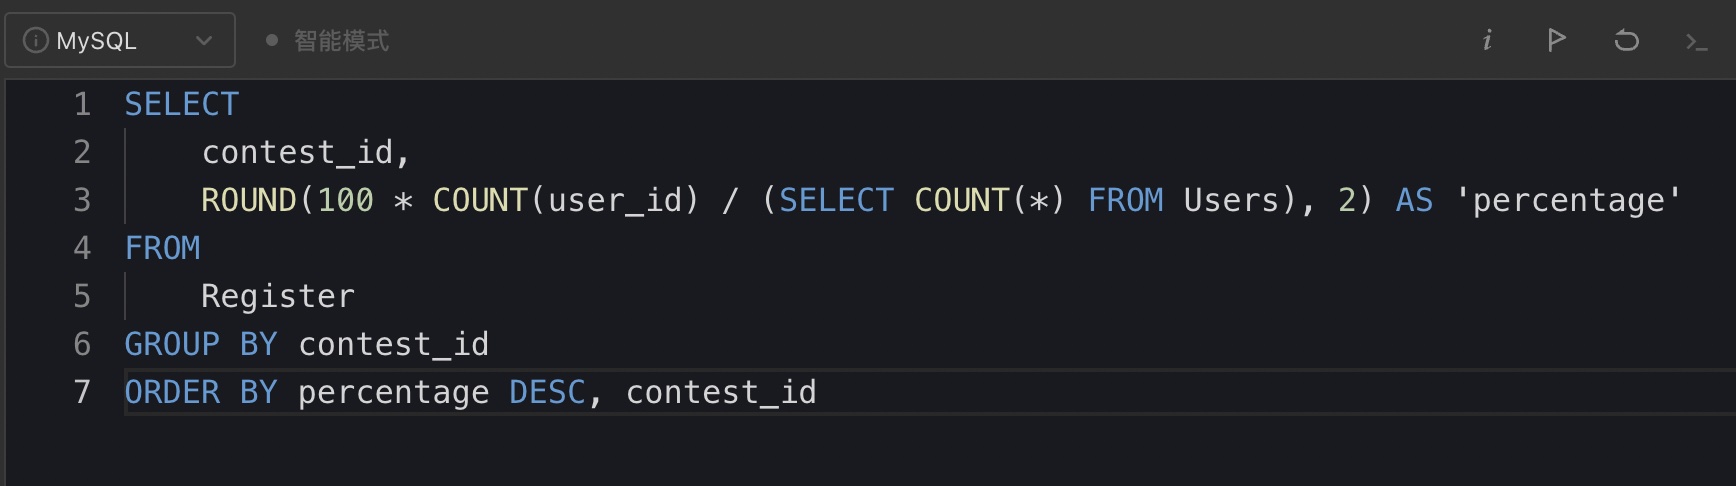 MySQL 智能模式
1 SELECT
2 contest_id,
3 ROUND(100 * COUNT(user_id) / (SELECT COUNT(*) FROM Users), 2) AS 'percentage'
4 FROM
5 Register
6 GROUP BY contest_id
7 ORDER BY percentage DESC, contest_id